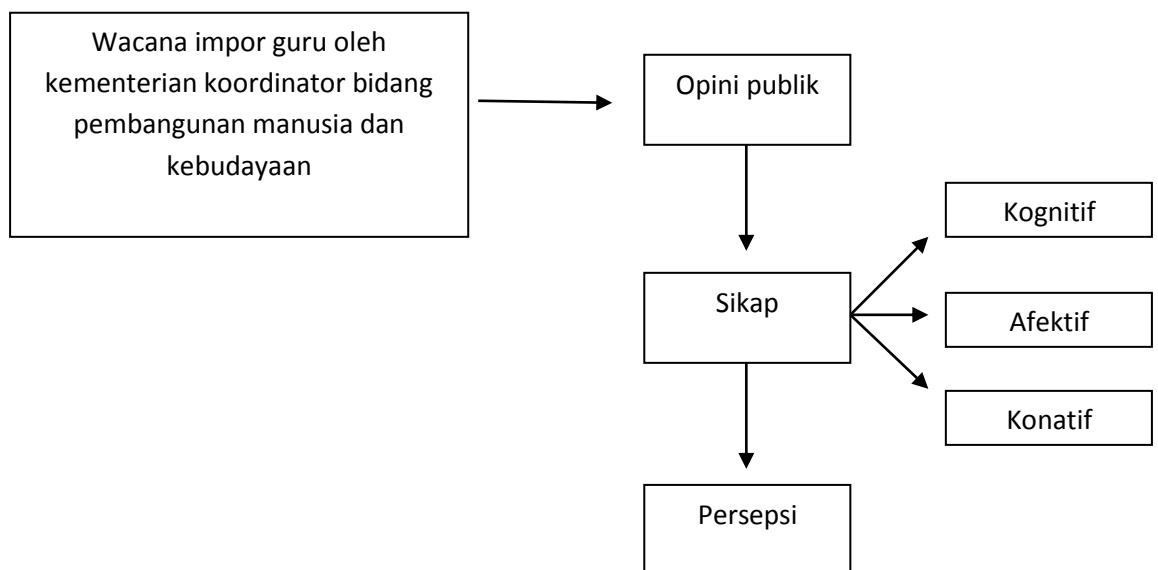 Wacana impor guru oleh
kementerian koordinator bidang
pembangunan manusia dan
kebudayaan
Opini publik
Sikap
Kognitif
Afektif
Konatif
Persepsi